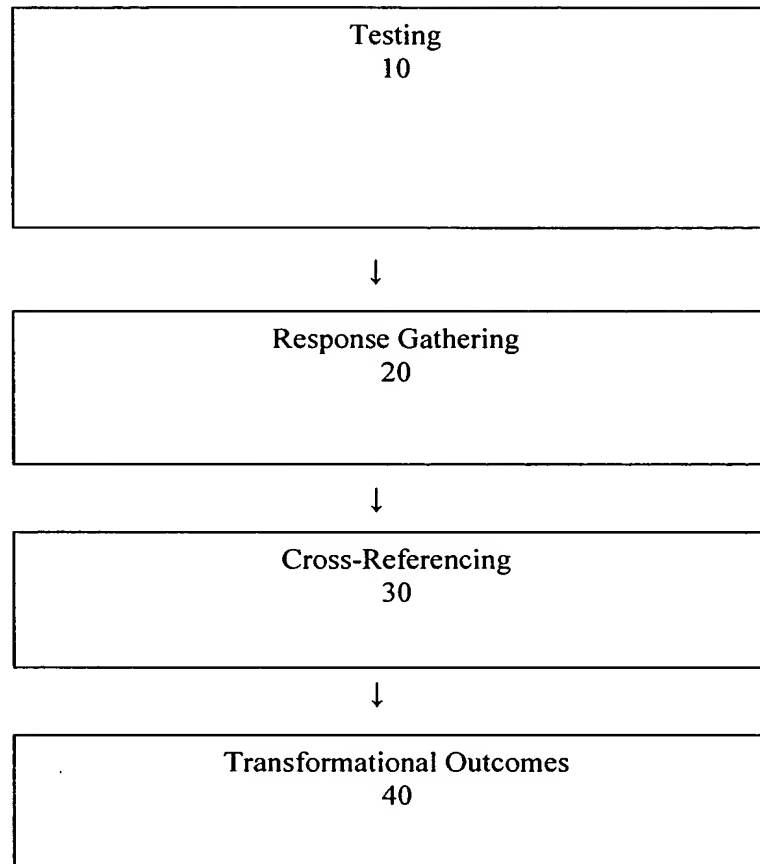 Testing
10
↓
Response Gathering
20
↓
Cross-Referencing
30
↓
Transformational Outcomes
40